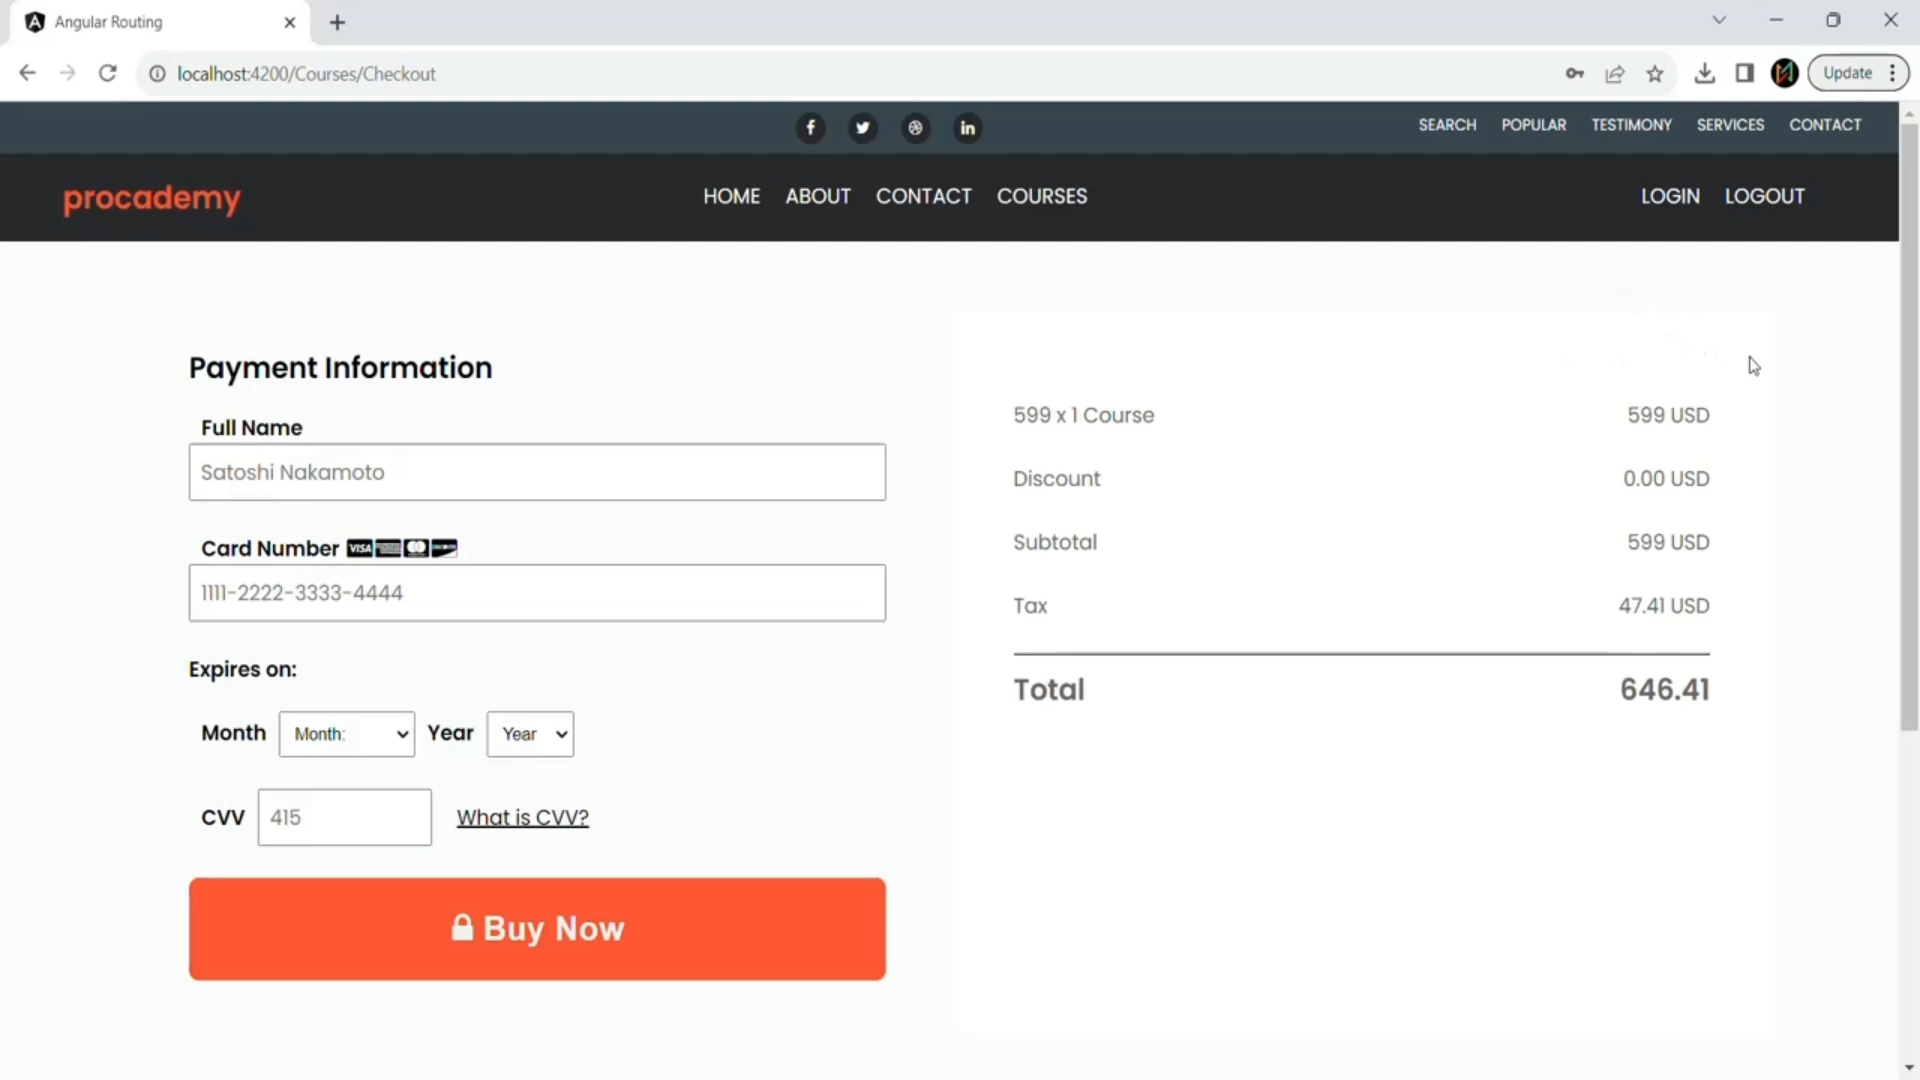 Angular Routing
localhost:4200/Courses/Checkout
Update
SEARCH POPULAR TESTIMONY SERVICES CONTACT
procademy
HOME ABOUT CONTACT COURSES
LOGIN LOGOUT
Payment Information
Full Name
Satoshi Nakamoto
Card Number VISA
1111-2222-3333-4444
Expires on:
Month Month: Year Year
CVV 415 What is CVV?
Buy Now
599 x 1 Course 599 USD
Discount 0.00 USD
Subtotal 599 USD
Tax 47.41 USD
Total 646.41